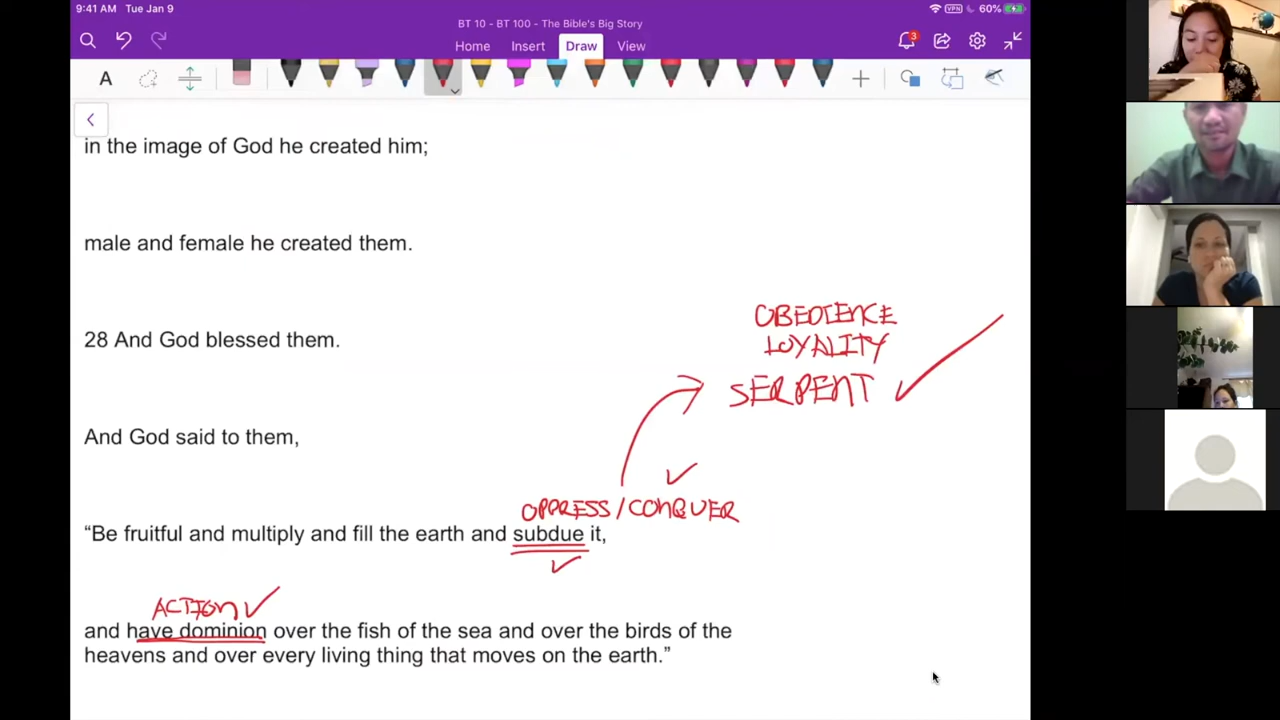 9:41 AM Tue Jan 9
VPN 60%
BT 10 - BT 100 - The Bible's Big Story
Home Insert Draw View
3
A
in the image of God he created him;
male and female he created them.
28 And God blessed them.
OBEDIENCE
LOYALITY
SERPENT
And God said to them,
OPPRESS/CONQUER
“Be fruitful and multiply and fill the earth and subdue it,
ACTION
and have dominion over the fish of the sea and over the birds of the
heavens and over every living thing that moves on the earth.”